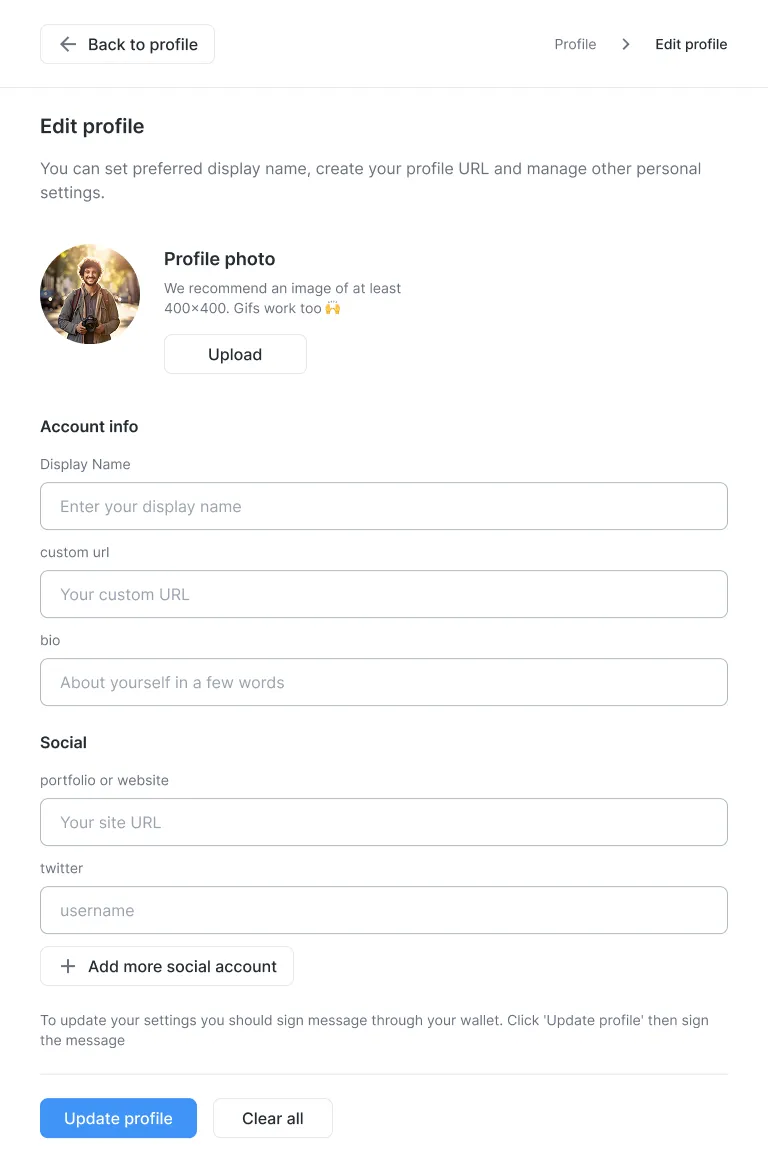 Back to profile
Profile > Edit profile
Edit profile
You can set preferred display name, create your profile URL and manage other personal
settings.
Profile photo
We recommend an image of at least
400×400. Gifs work too 🙌
Upload
Account info
Display Name
Enter your display name
custom url
Your custom URL
bio
About yourself in a few words
Social
portfolio or website
Your site URL
twitter
username
Add more social account
To update your settings you should sign message through your wallet. Click 'Update profile' then sign
the message
Update profile
Clear all